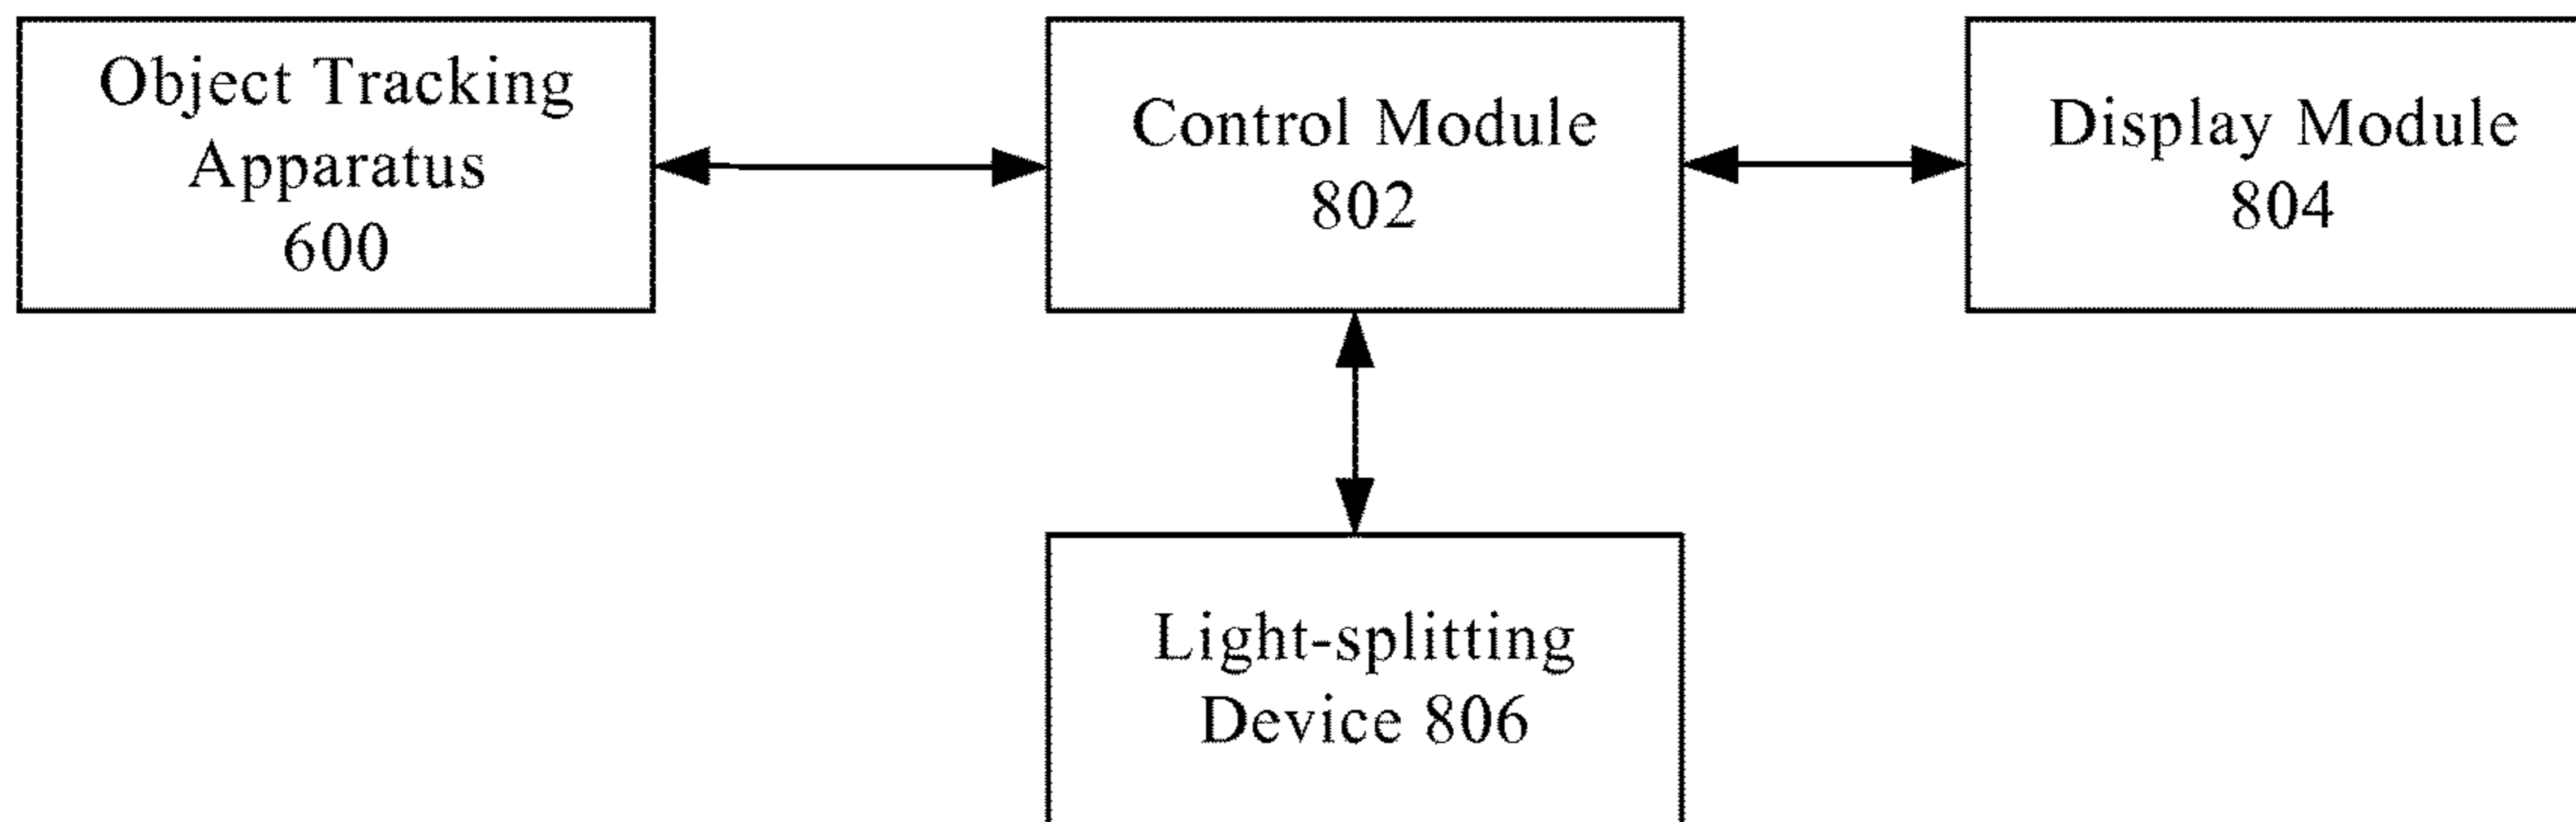 Object Tracking
Apparatus
600
Control Module
802
Display Module
804
Light-splitting
Device 806